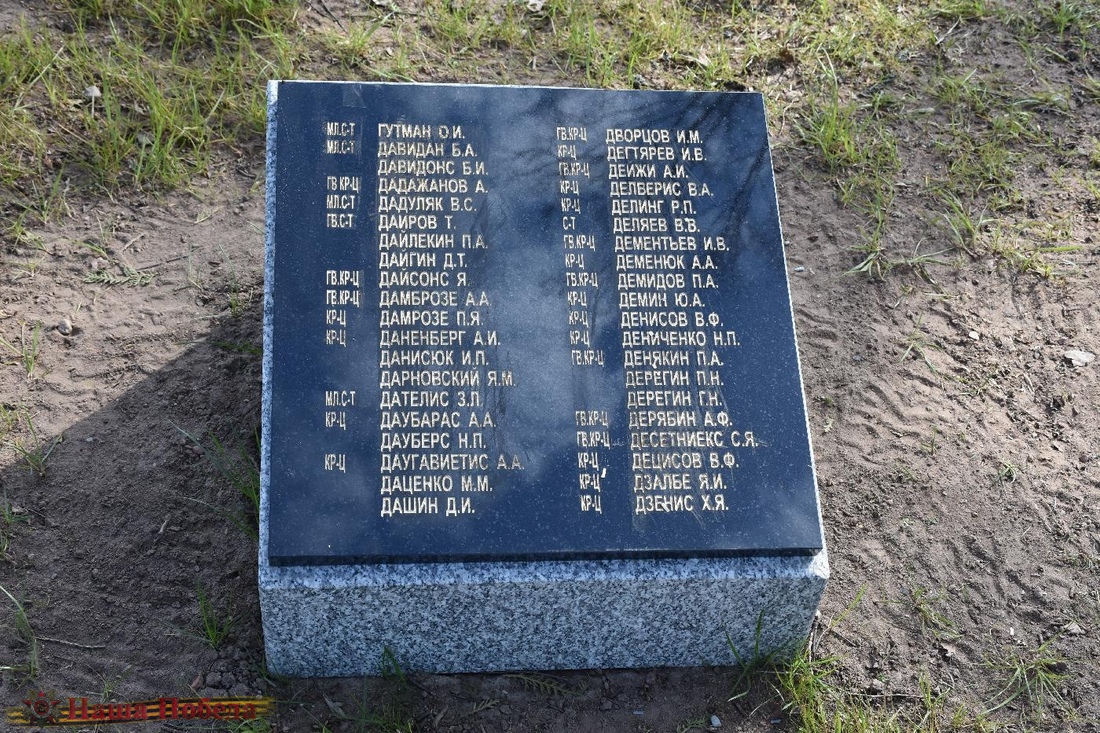 МЛ.С-Т ГУТМАН О.И.
МЛ.С-Т ДАВИДАН Б.А.
ДАВИДОНС Б.И.
ГВ КР-Ц ДАДАЖАНОВ А.
МЛ.С-Т ДАДУЛЯК В.С.
ГВ.С-Т ДАИРОВ Т.
ДАЙЛЕКИН П.А.
ДАЙГИН Д.Т.
ГВ.КР-Ц ДАЙСОНС Я.
ГВ.КР-Ц ДАМБРОЗЕ А.А.
КР-Ц ДАМРОЗЕ П.Я.
КР-Ц ДАНЕНБЕРГ А.И.
ДАНИСЮК И.П.
ДАРНОВСКИЙ Я.М.
МЛ.С-Т ДАТЕЛИС З.П.
КР-Ц ДАУБАРАС А.А.
ДАУБЕРС Н.П.
КР-Ц ДАУГАВИЕТИС А.А.
ДАЦЕНКО М.М.
ДАШИН Д.И.
ГВ.КР-Ц ДВОРЦОВ И.М.
КР-Ц ДЕГТЯРЕВ И.В.
ГВ.КР-Ц ДЕИЖИ А.И.
КР-Ц ДЕЛВЕРИС В.А.
КР-Ц ДЕЛИНГ Р.П.
С-Т ДЕЛЯЕВ В.В.
ГВ.КР-Ц ДЕМЕНТЬЕВ И.В.
КР-Ц ДЕМЕНЮК А.А.
ГВ.КР-Ц ДЕМИДОВ П.А.
КР-Ц ДЕМИН Ю.А.
КР-Ц ДЕНИСОВ В.Ф.
КР-Ц ДЕНИЧЕНКО Н.П.
ГВ.КР-Ц ДЕНЯКИН П.А.
ДЕРЕГИН П.Н.
ДЕРЕГИН Г.Н.
ГВ.КР-Ц ДЕРЯБИН А.Ф.
ГВ.КР-Ц ДЕСЕТНИЕКС С.Я.
КР-Ц ДЕЦИСОВ В.Ф.
КР-Ц ДЗАЛБЕ Я.И.
КР-Ц ДЗЕНИС Х.Я.
Наша Победа